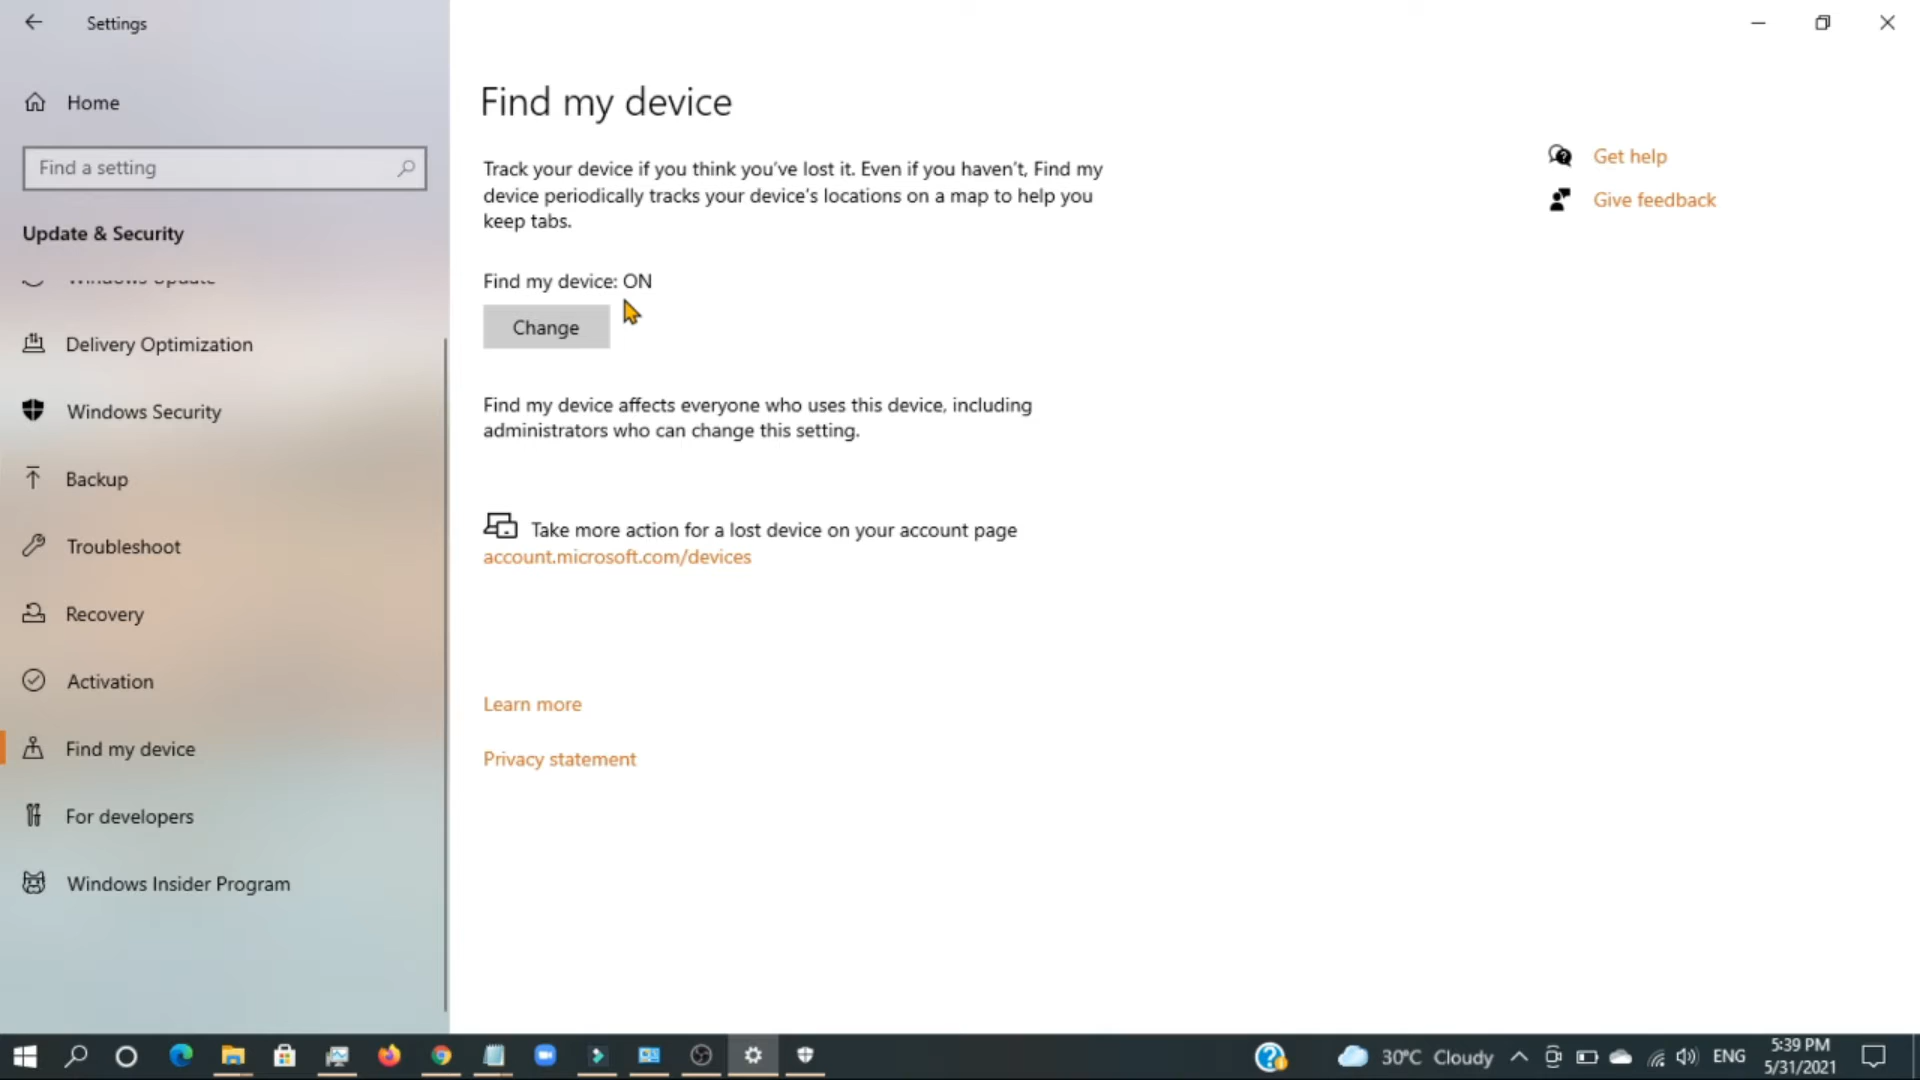 Settings
Home
Find a setting
Update & Security
Windows Update
Delivery Optimization
Windows Security
Backup
Troubleshoot
Recovery
Activation
Find my device
For developers
Windows Insider Program
Find my device
Track your device if you think you've lost it. Even if you haven't, Find my
device periodically tracks your device's locations on a map to help you
keep tabs.
Find my device: ON
Change
Find my device affects everyone who uses this device, including
administrators who can change this setting.
Take more action for a lost device on your account page
account.microsoft.com/devices
Learn more
Privacy statement
Get help
Give feedback
30°C Cloudy
ENG
5:39 PM
5/31/2021